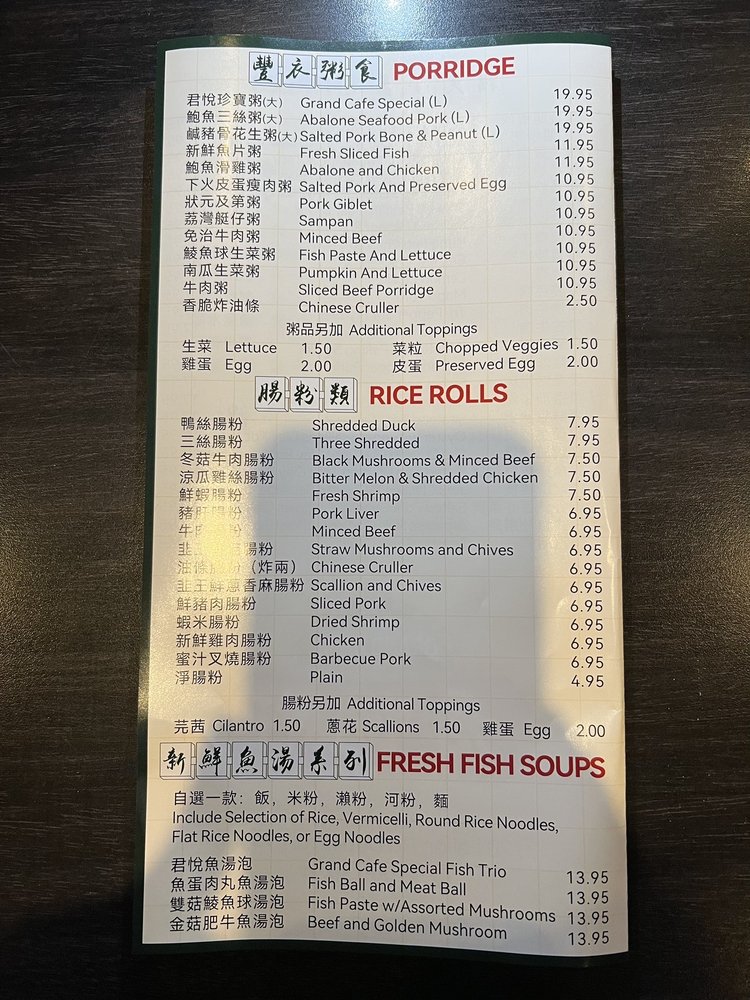 豐衣粥食 PORRIDGE
君悅珍寶粥(大) Grand Cafe Special (L) 19.95
鮑魚三絲粥(大) Abalone Seafood Pork (L) 19.95
鹹豬骨花生粥(大) Salted Pork Bone & Peanut (L) 19.95
新鮮魚片粥 Fresh Sliced Fish 11.95
鮑魚滑雞粥 Abalone and Chicken 11.95
下火皮蛋瘦肉粥 Salted Pork And Preserved Egg 10.95
狀元及第粥 Pork Giblet 10.95
荔灣艇仔粥 Sampan 10.95
免治牛肉粥 Minced Beef 10.95
鯪魚球生菜粥 Fish Paste And Lettuce 10.95
南瓜生菜粥 Pumpkin And Lettuce 10.95
牛肉粥 Sliced Beef Porridge 10.95
香脆炸油條 Chinese Cruller 2.50
粥品另加 Additional Toppings
生菜 Lettuce 1.50 菜粒 Chopped Veggies 1.50
雞蛋 Egg 2.00 皮蛋 Preserved Egg 2.00
腸粉類 RICE ROLLS
鴨絲腸粉 Shredded Duck 7.95
三絲腸粉 Three Shredded 7.95
冬菇牛肉腸粉 Black Mushrooms & Minced Beef 7.50
涼瓜雞絲腸粉 Bitter Melon & Shredded Chicken 7.50
鮮蝦腸粉 Fresh Shrimp 7.50
豬肝腸粉 Pork Liver 6.95
牛肉腸粉 Minced Beef 6.95
韭王 腸粉 Straw Mushrooms and Chives 6.95
油條腸粉（炸兩） Chinese Cruller 6.95
韭王鮮蔥香麻腸粉 Scallion and Chives 6.95
鮮豬肉腸粉 Sliced Pork 6.95
蝦米腸粉 Dried Shrimp 6.95
新鮮雞肉腸粉 Chicken 6.95
蜜汁叉燒腸粉 Barbecue Pork 6.95
淨腸粉 Plain 4.95
腸粉另加 Additional Toppings
芫茜 Cilantro 1.50 蔥花 Scallions 1.50 雞蛋 Egg 2.00
新鮮魚湯系列 FRESH FISH SOUPS
自選一款：飯，米粉，瀨粉，河粉，麵
Include Selection of Rice, Vermicelli, Round Rice Noodles,
Flat Rice Noodles, or Egg Noodles
君悅魚湯泡 Grand Cafe Special Fish Trio 13.95
魚蛋肉丸魚湯泡 Fish Ball and Meat Ball 13.95
雙菇鯪魚球湯泡 Fish Paste w/Assorted Mushrooms 13.95
金菇肥牛魚湯泡 Beef and Golden Mushroom 13.95